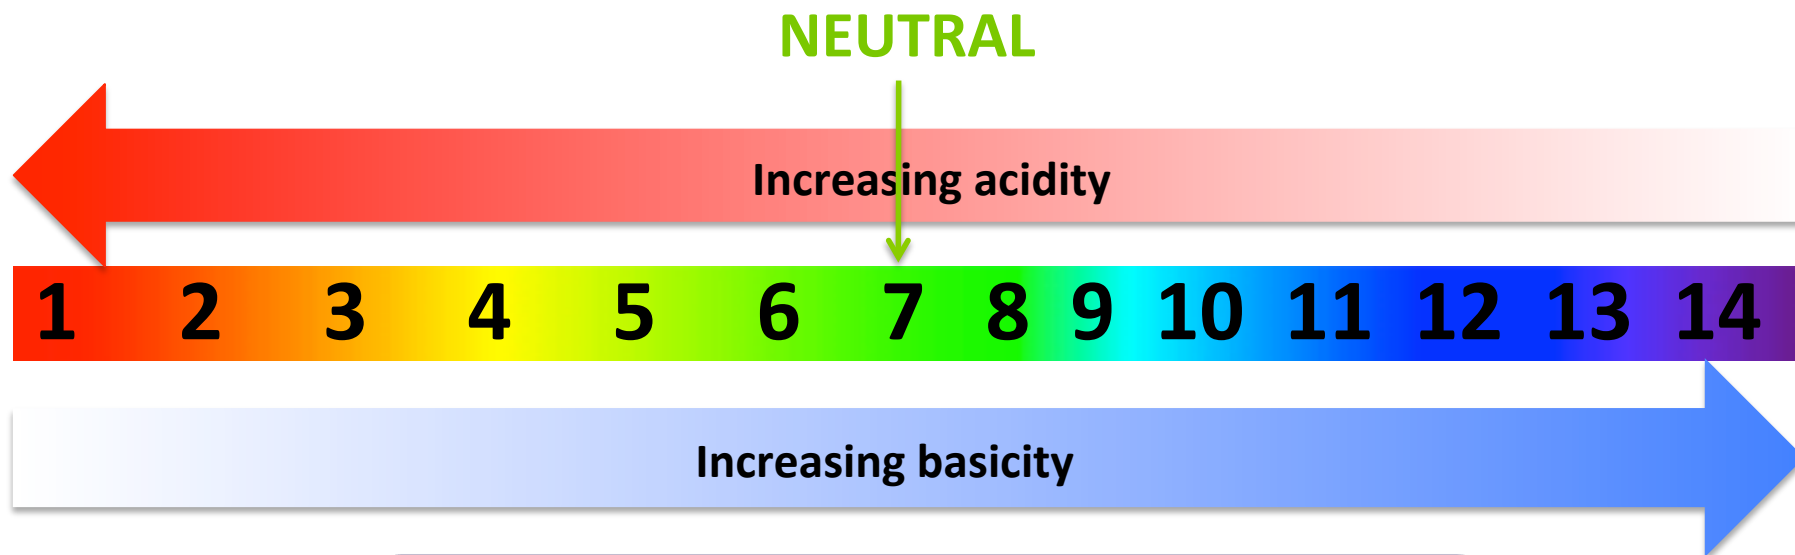 NEUTRAL
Increasing acidity
1 2 3 4 5 6 7 8 9 10 11 12 13 14
Increasing basicity